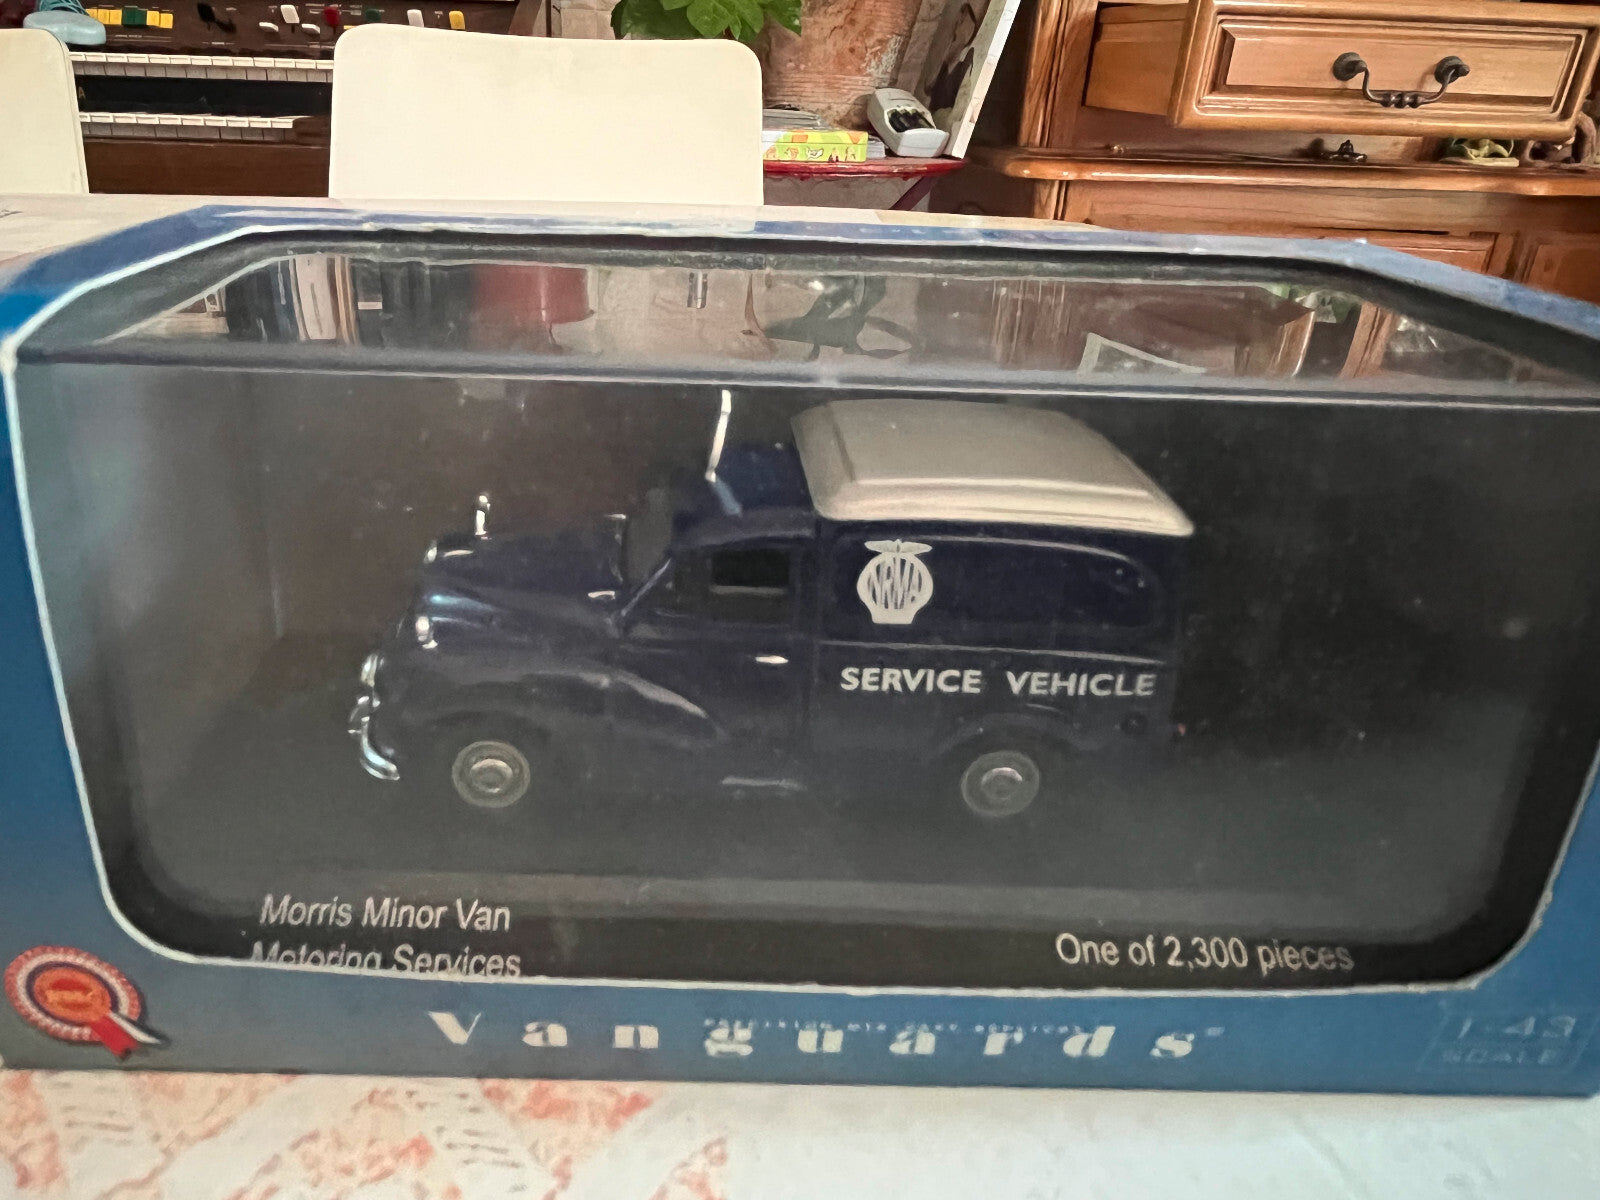 NRMA
SERVICE VEHICLE
Morris Minor Van
Motoring Services
One of 2,300 pieces
Vanguards
1:43
SCALE